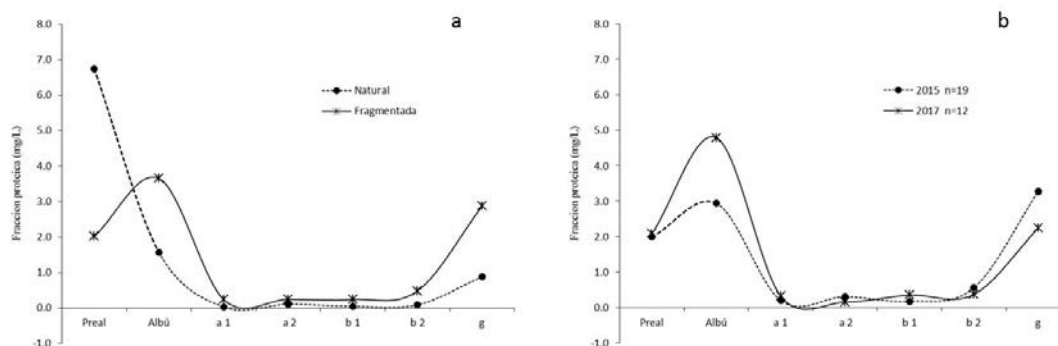 a
8.0
7.0
6.0
5.0
4.0
3.0
2.0
1.0
0.0
-1.0
Fraccion proteica (mg/L)
Natural
Fragmentada
Preal Albú a 1 a 2 b 1 b 2 g
b
8.0
7.0
6.0
5.0
4.0
3.0
2.0
1.0
0.0
-1.0
Fraccion proteica (mg/L)
2015 n=19
2017 n=12
Preal Albú a 1 a 2 b 1 b 2 g